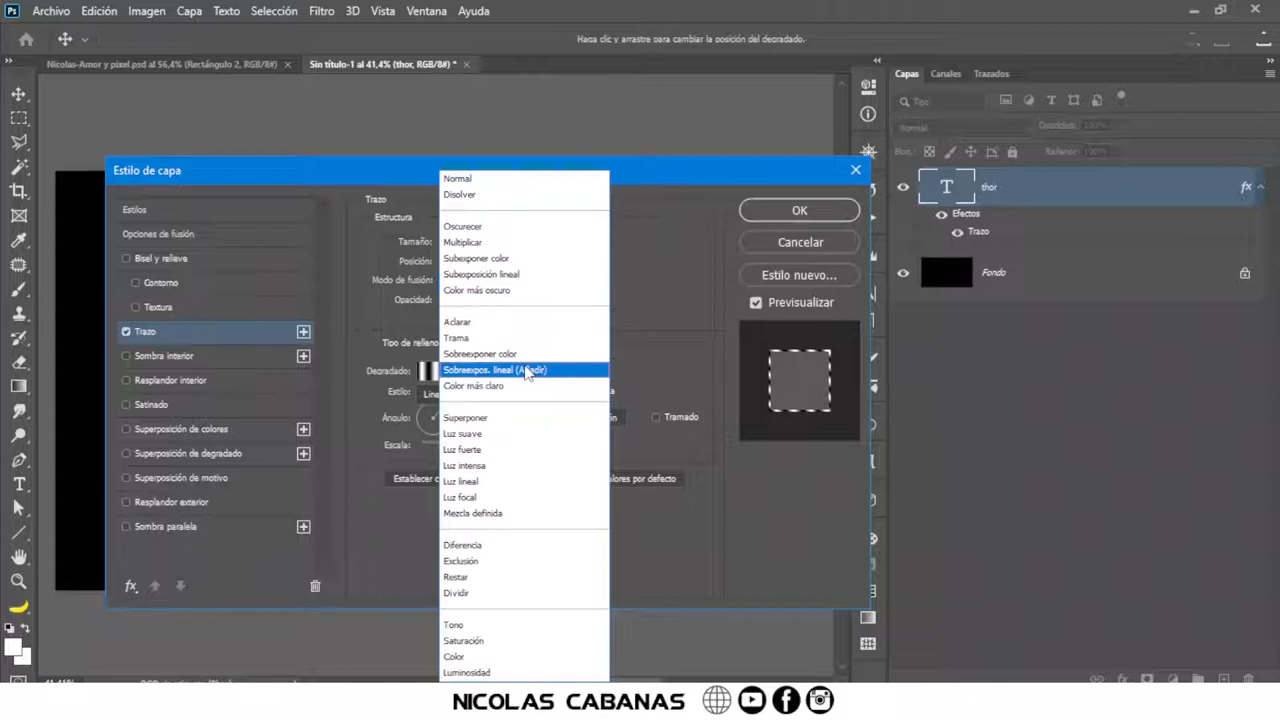 Ps Archivo Edición Imagen Capa Texto Selección Filtro 3D Vista Ventana Ayuda
Haga clic y arrastre para cambiar la posición del degradado.
Nicolas-Amor y pixel.psd al 56,4% (Rectángulo 2, RGB/8#) Sin título-1 al 41,4% (thor, RGB/8#) *
Capas Canales Trazados
Tipo
Normal Opacidad: 100%
Bloq.: Relleno: 100%
T thor fx
Efectos
Trazo
Fondo
Estilo de capa
Estilos
Opciones de fusión
Bisel y relieve
Contorno
Textura
Trazo
Sombra interior
Resplandor interior
Satinado
Superposición de colores
Superposición de degradado
Superposición de motivo
Resplandor exterior
Sombra paralela
fx
Trazo
Estructura
Tamaño:
Posición:
Modo de fusión:
Opacidad:
Tipo de relleno
Degradado:
Estilo:
Ángulo:
Tramado
Escala:
Normal
Disolver
Oscurecer
Multiplicar
Subexponer color
Subexposición lineal
Color más oscuro
Aclarar
Trama
Sobreexponer color
Sobreexpos. lineal (Añadir)
Color más claro
Superponer
Luz suave
Luz fuerte
Luz intensa
Luz lineal
Luz focal
Mezcla definida
Diferencia
Exclusión
Restar
Dividir
Tono
Saturación
Color
Luminosidad
OK
Cancelar
Estilo nuevo...
Previsualizar
NICOLAS CABANAS